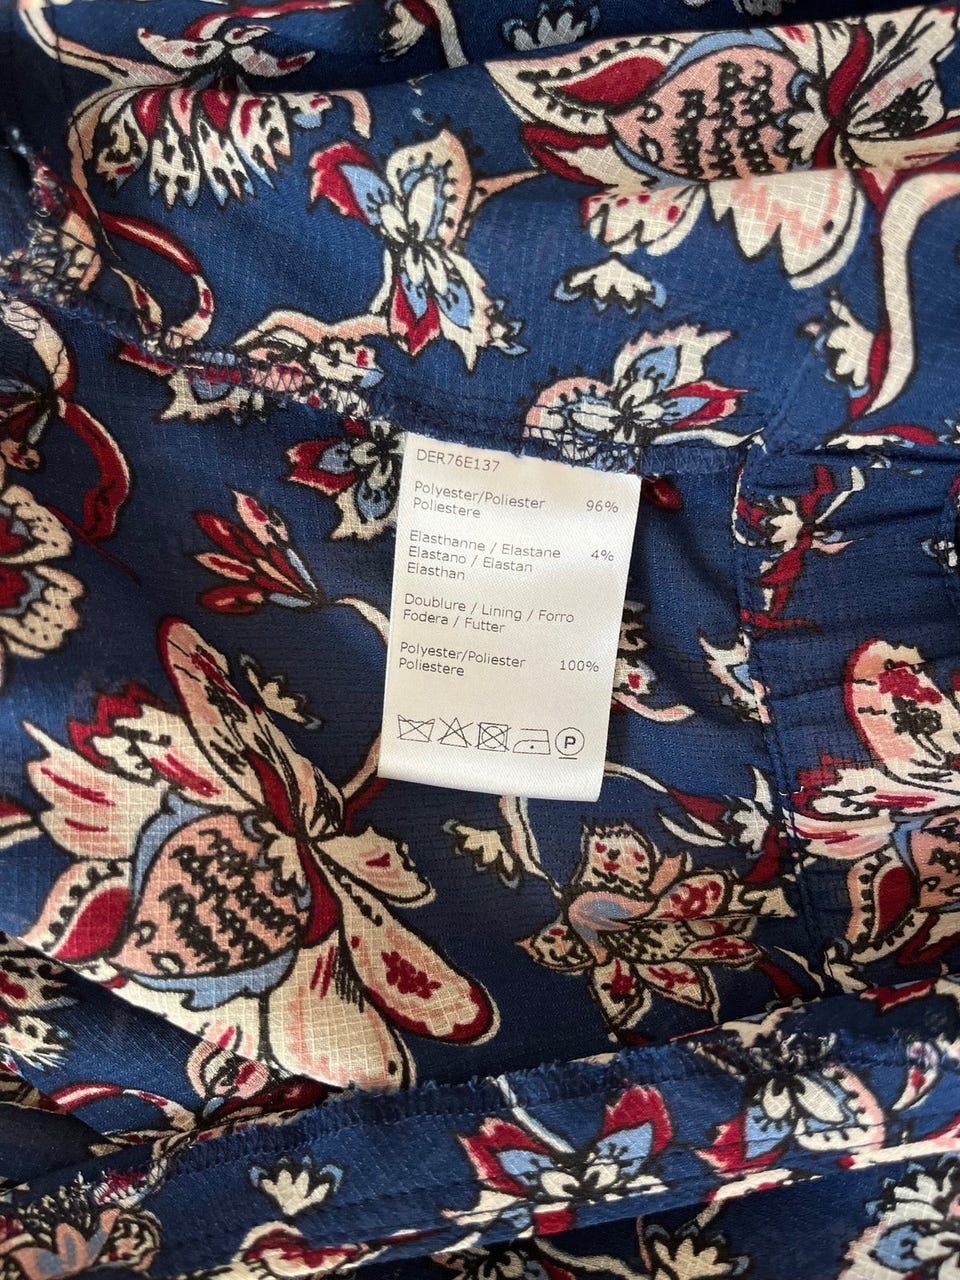 DER76E137
Polyester/Poliester 96%
Poliestere
Elasthanne / Elastane 4%
Elastano / Elastan
Elasthan
Doublure / Lining / Forro
Fodera / Futter
Polyester/Poliester 100%
Poliestere
P